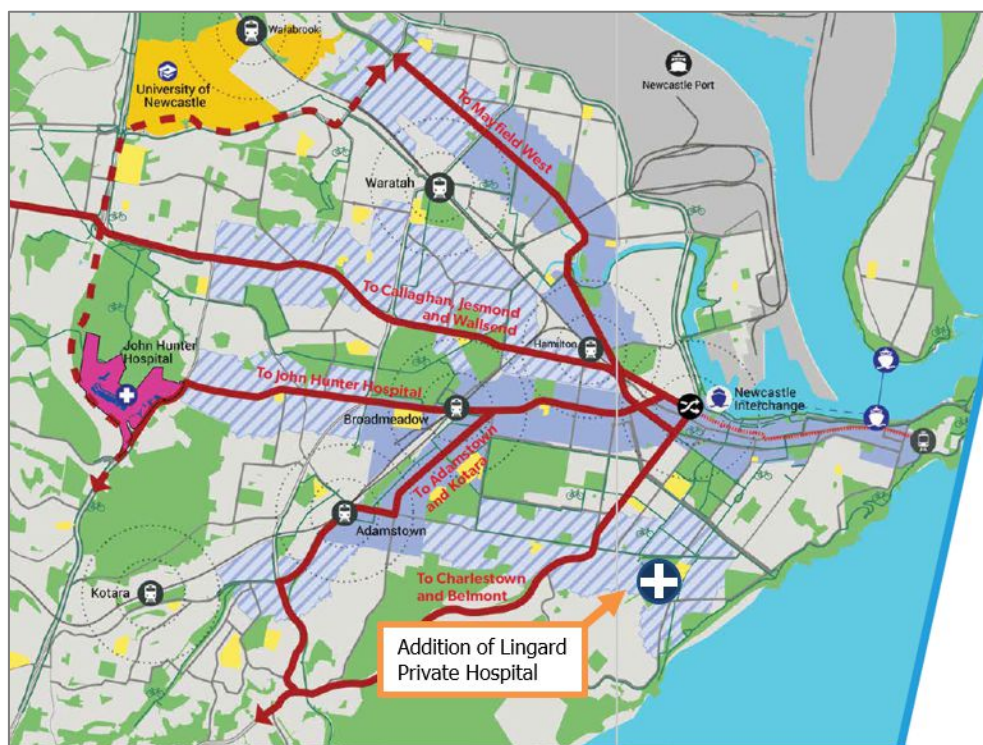 Warabrook
University of
Newcastle
Newcastle Port
To Mayfield West
Waratah
To Callaghan, Jesmond
and Wallsend
John Hunter
Hospital
Hamilton
To John Hunter Hospital
Newcastle
Interchange
Broadmeadow
To Adamstown
and Kotara
Adamstown
Kotara
To Charlestown
and Belmont
Addition of Lingard
Private Hospital